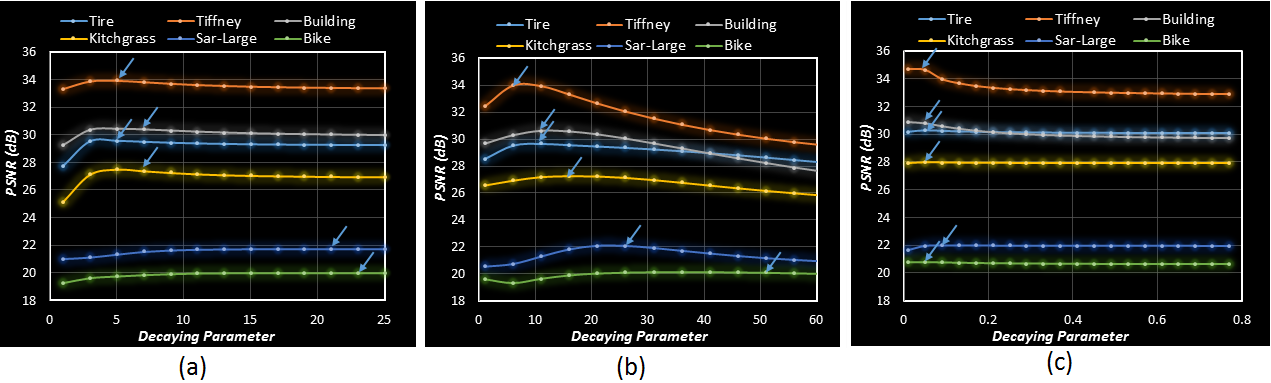 Tire Tiffney Building
Kitchgrass Sar-Large Bike
36
34
32
30
28
26
24
22
20
18
PSNR (dB)
0 5 10 15 20 25
Decaying Parameter
(a)
Tire Tiffney Building
Kitchgrass Sar-Large Bike
36
34
32
30
28
26
24
22
20
18
PSNR (dB)
0 10 20 30 40 50 60
Decaying Parameter
(b)
Tire Tiffney Building
Kitchgrass Sar-Large Bike
36
34
32
30
28
26
24
22
20
18
PSNR (dB)
0 0.2 0.4 0.6 0.8
Decaying Parameter
(c)